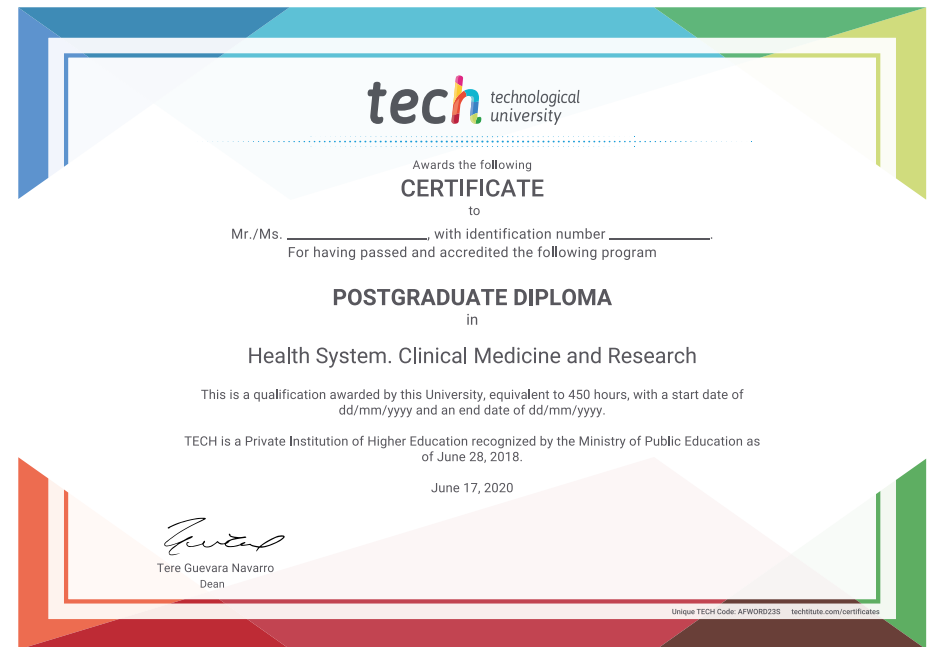 tech technological
university
Awards the following
CERTIFICATE
to
Mr./Ms. ____________________, with identification number ______________.
For having passed and accredited the following program
POSTGRADUATE DIPLOMA
in
Health System. Clinical Medicine and Research
This is a qualification awarded by this University, equivalent to 450 hours, with a start date of
dd/mm/yyyy and an end date of dd/mm/yyyy.
TECH is a Private Institution of Higher Education recognized by the Ministry of Public Education as
of June 28, 2018.
June 17, 2020
Tere Guevara Navarro
Dean
Unique TECH Code: AFWORD23S techtitute.com/certificates